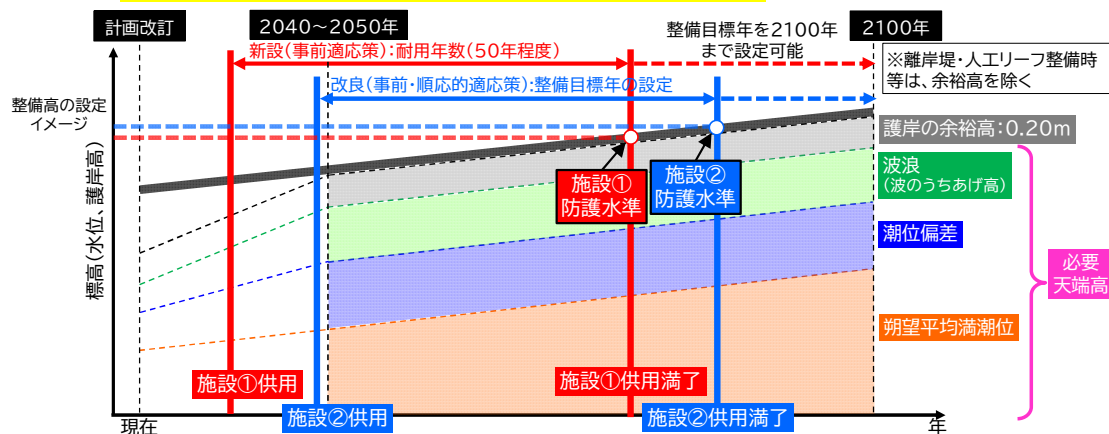 計画改訂
2040～2050年
2100年
新設(事前適応策):耐用年数(50年程度)
整備目標年を2100年
まで設定可能
※離岸堤・人工リーフ整備時
等は、余裕高を除く
改良(事前・順応的適応策):整備目標年の設定
整備高の設定
イメージ
護岸の余裕高:0.20m
標高(水位、護岸高)
施設①
防護水準
施設②
防護水準
波浪
(波のうちあげ高)
潮位偏差
必要
天端高
朔望平均満潮位
施設①供用
施設①供用満了
施設②供用
施設②供用満了
現在
年